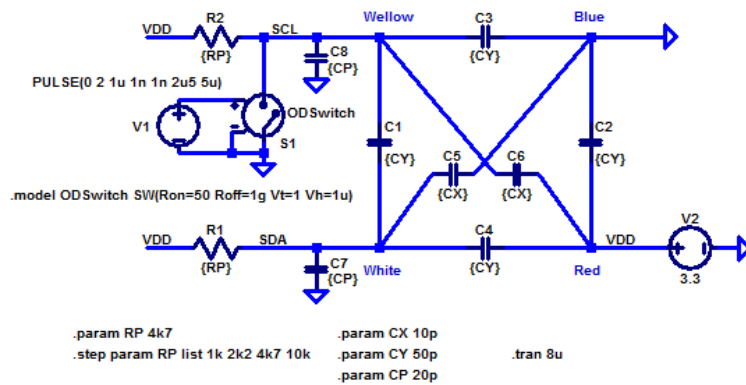 R2
VDD
SCL
{RP}
C8
{CP}
Wellow
C3
{CY}
Blue
PULSE(0 2 1u 1n 1n 2u5 5u)
V1
ODSwitch
S1
C1
{CY}
C2
{CY}
C5
{CX}
C6
{CX}
.model ODSwitch SW(Ron=50 Roff=1g Vt=1 Vh=1u)
VDD
R1
{RP}
SDA
C7
{CP}
White
C4
{CY}
Red
VDD
V2
3.3
.param RP 4k7
.step param RP list 1k 2k2 4k7 10k
.param CX 10p
.param CY 50p
.param CP 20p
.tran 8u